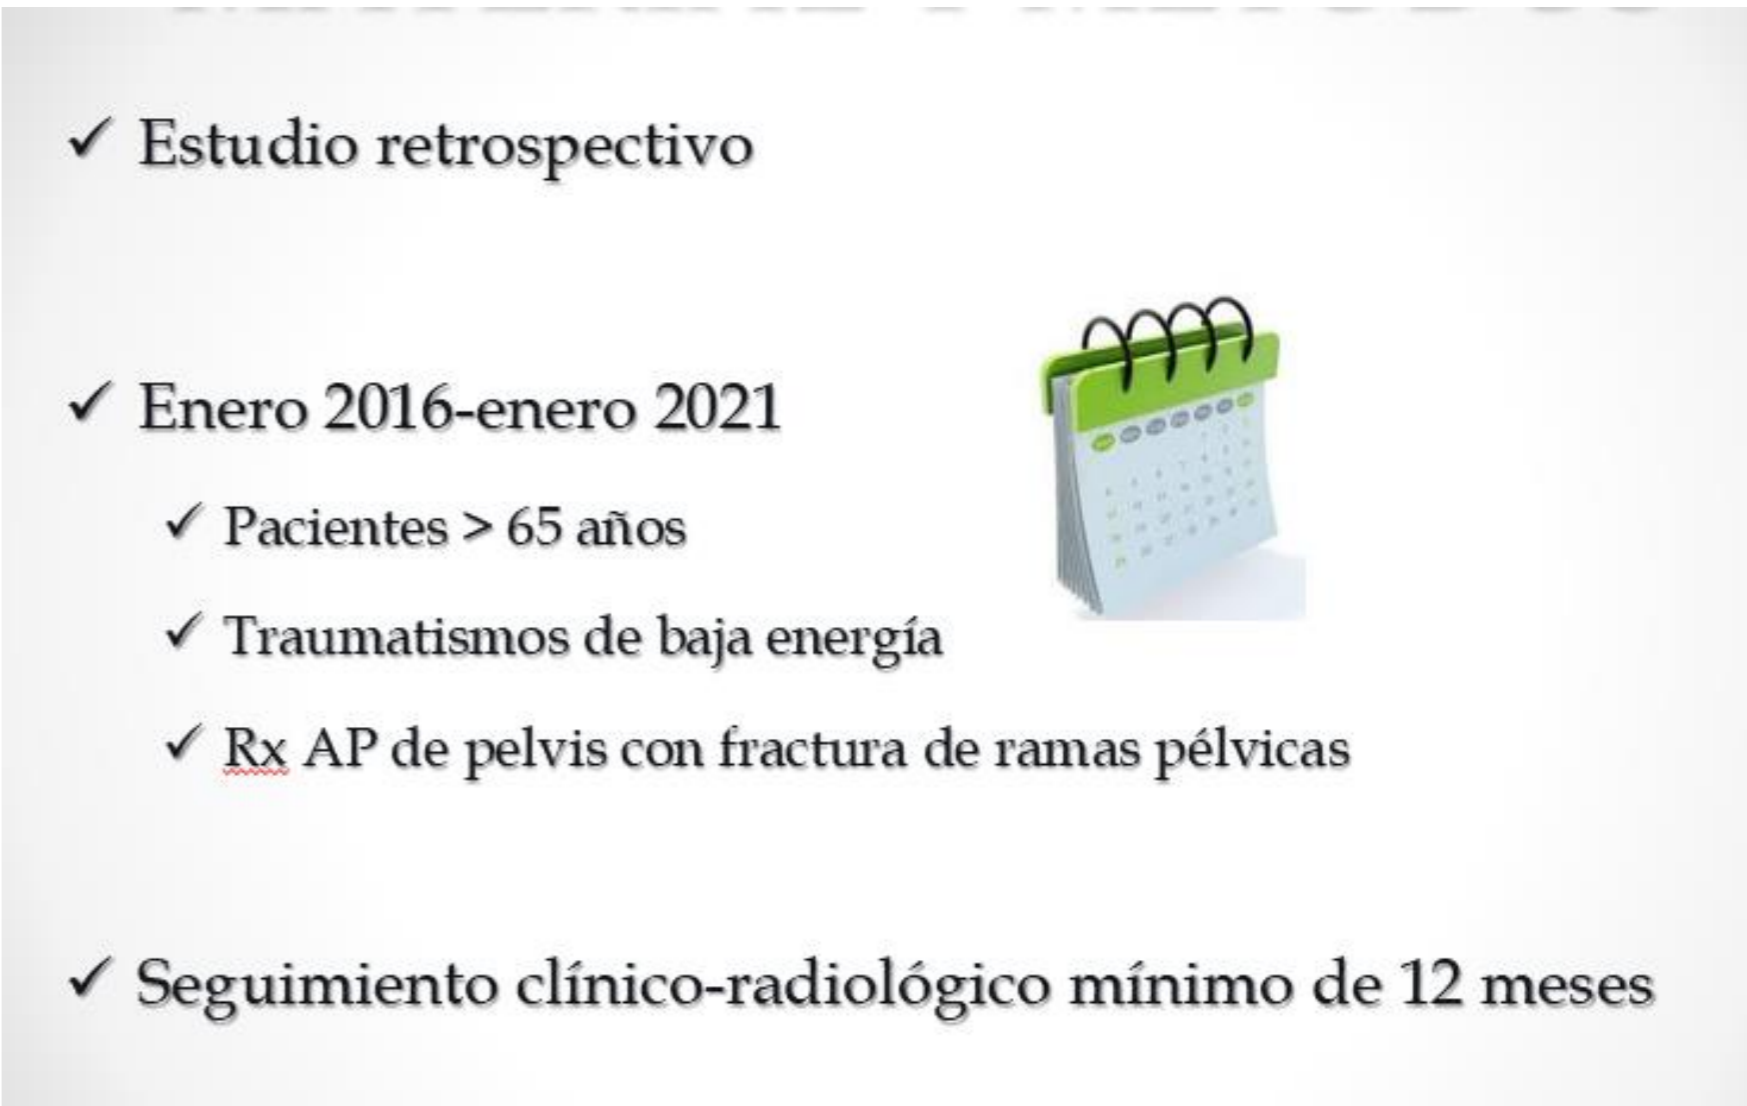 Estudio retrospectivo
Enero 2016-enero 2021
Pacientes > 65 años
Traumatismos de baja energía
Rx AP de pelvis con fractura de ramas pélvicas
Seguimiento clínico-radiológico mínimo de 12 meses